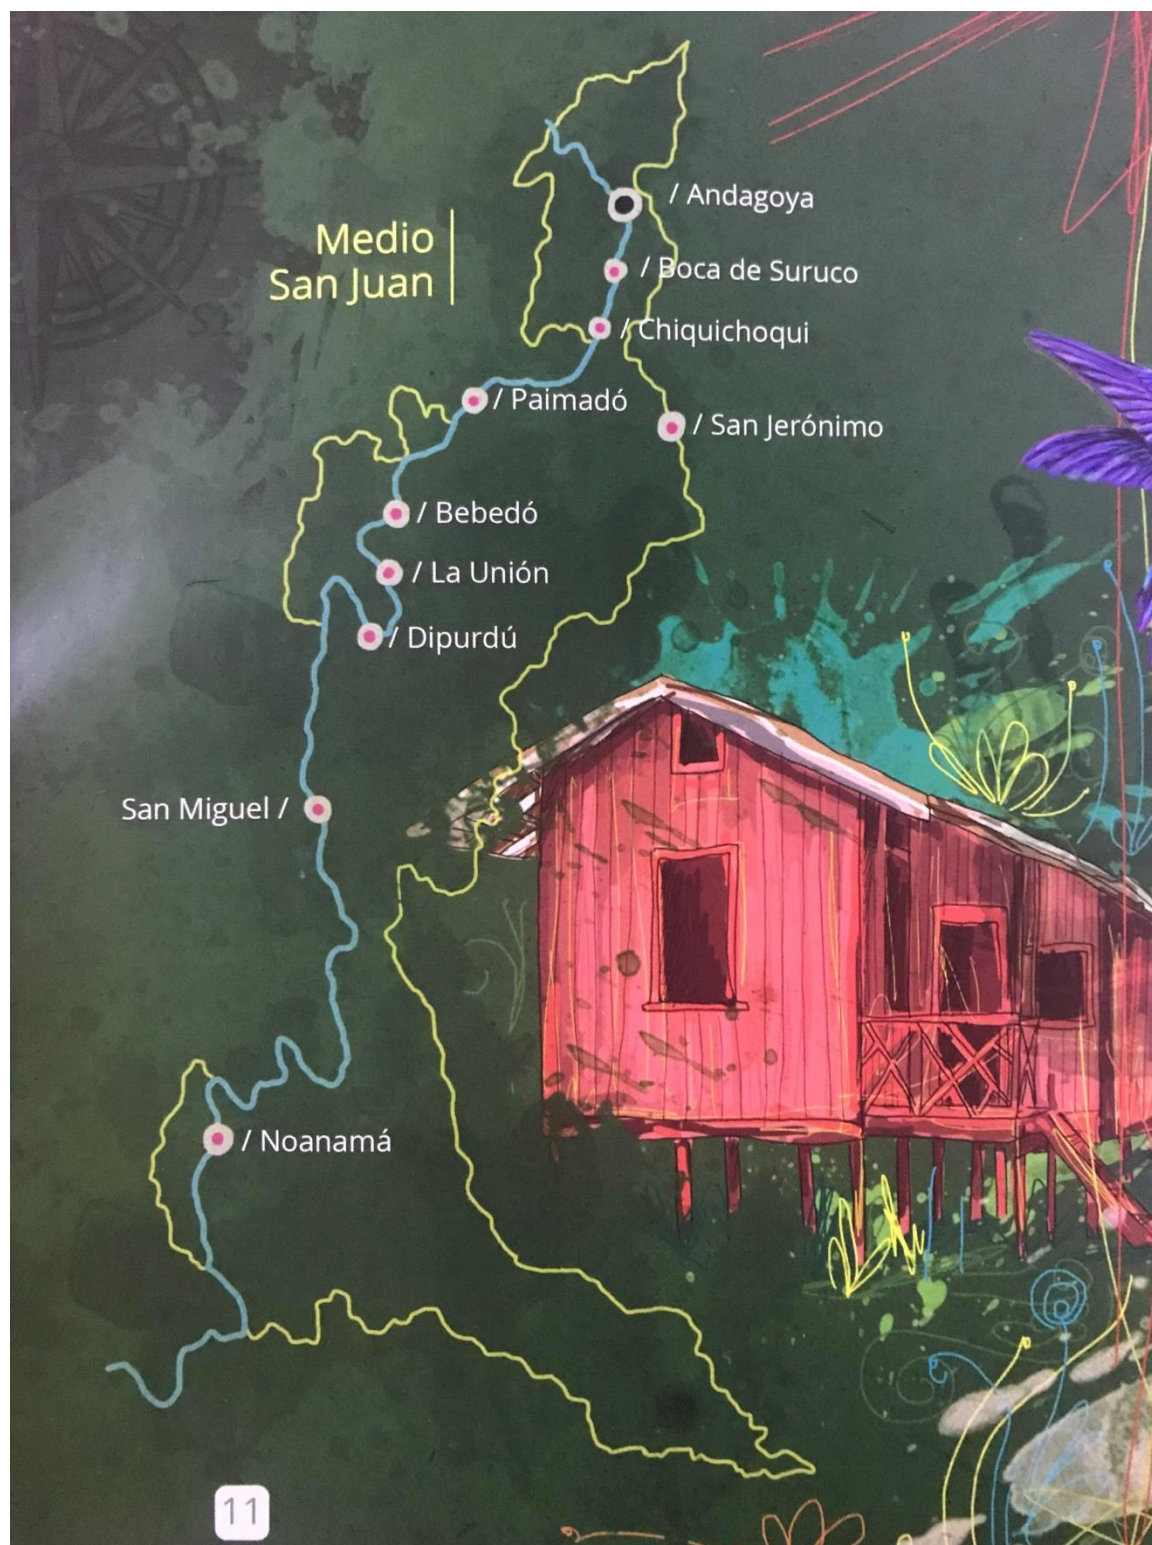 / Andagoya
Medio
San Juan
/ Boca de Suruco
/ Chiquichoqui
/ Paimadó
/ San Jerónimo
/ Bebedó
/ La Unión
/ Dipurdú
San Miguel /
/ Noanamá
11